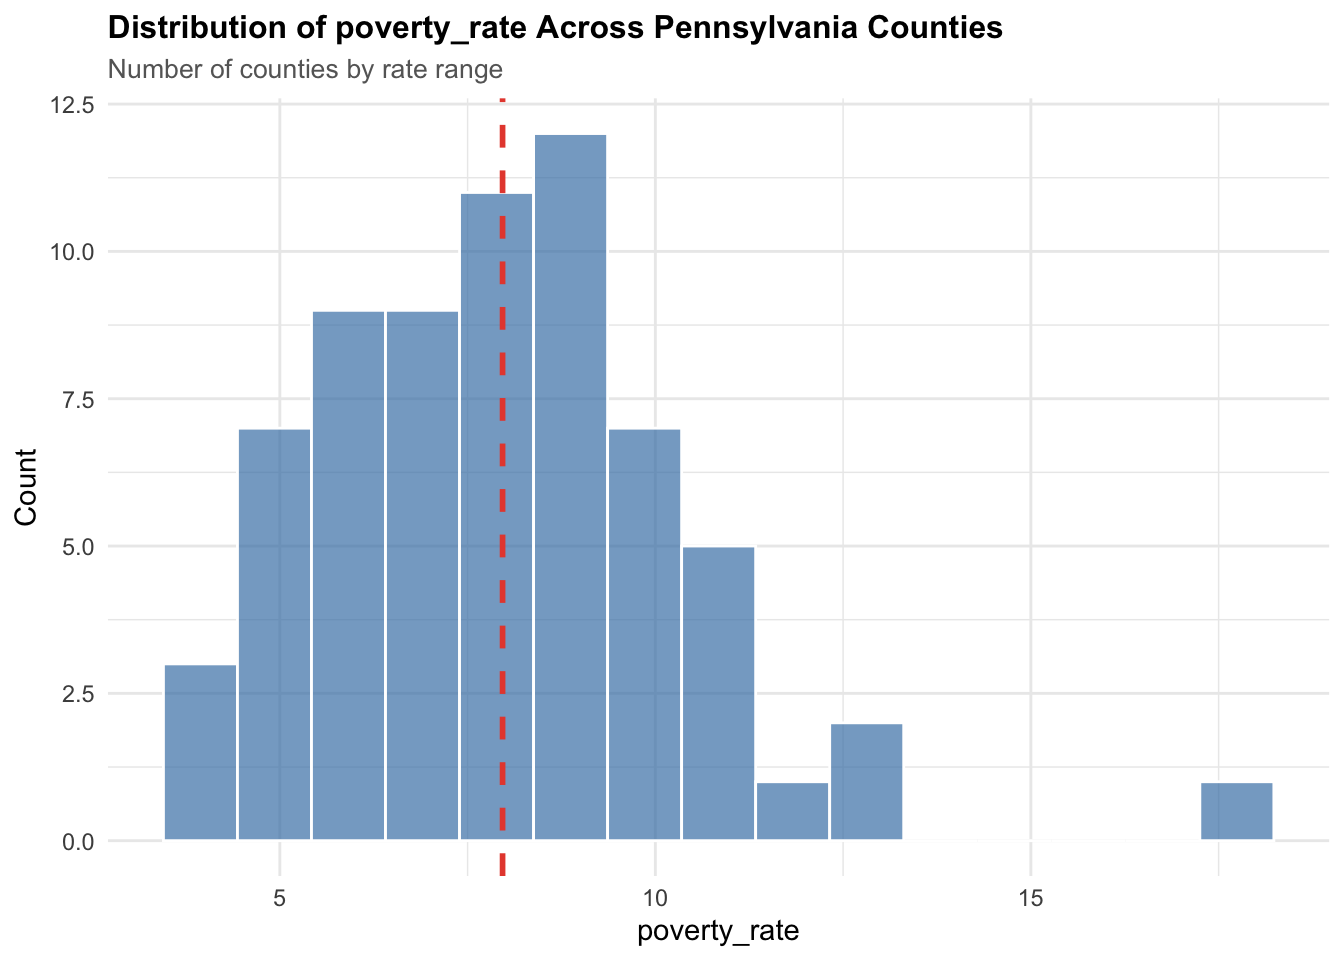 Distribution of poverty_rate Across Pennsylvania Counties
Number of counties by rate range
12.5
10.0
7.5
5.0
2.5
0.0
Count
5 10 15
poverty_rate